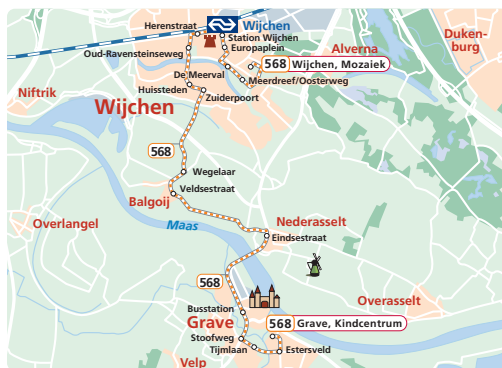 Herenstraat
Wijchen
Station Wijchen
Europaplein
Oud-Ravensteinseweg
Alverna
Duken-
burg
568 Wijchen, Mozaiek
De Meerval
Meerdreef/Oosterweg
Huissteden
Zuiderpoort
Niftrik
Wijchen
568
Wegelaar
Veldsestraat
Balgoij
Overlangel
Maas
Nederasselt
Eindsestraat
568
Overasselt
Busstation
Grave
568 Grave, Kindcentrum
Stoofweg
Tijmlaan
Estersveld
Velp